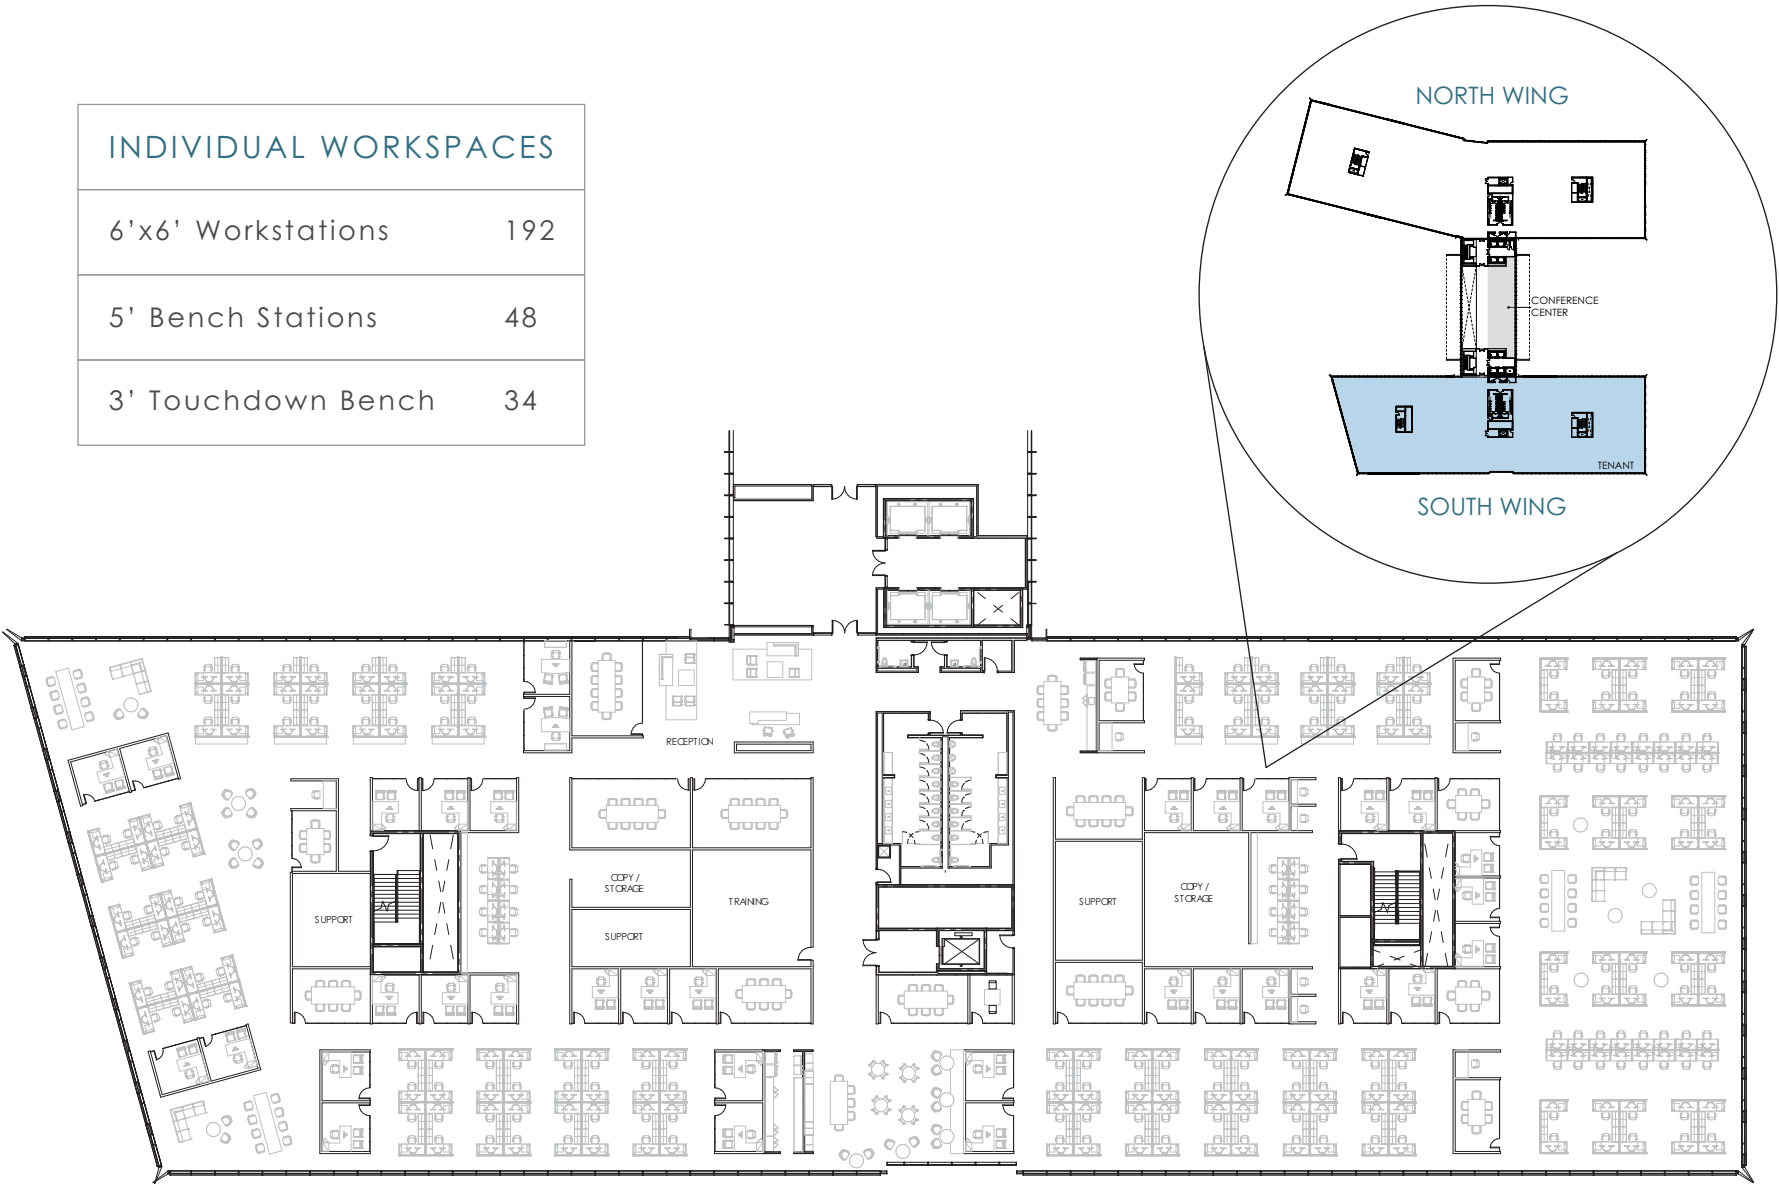 INDIVIDUAL WORKSPACES
6’x6’ Workstations 192
5’ Bench Stations 48
3’ Touchdown Bench 34
NORTH WING
CONFERENCE
CENTER
TENANT
SOUTH WING
RECEPTION
COPY /
STORAGE
TRAINING
SUPPORT
SUPPORT
SUPPORT
COPY /
STORAGE